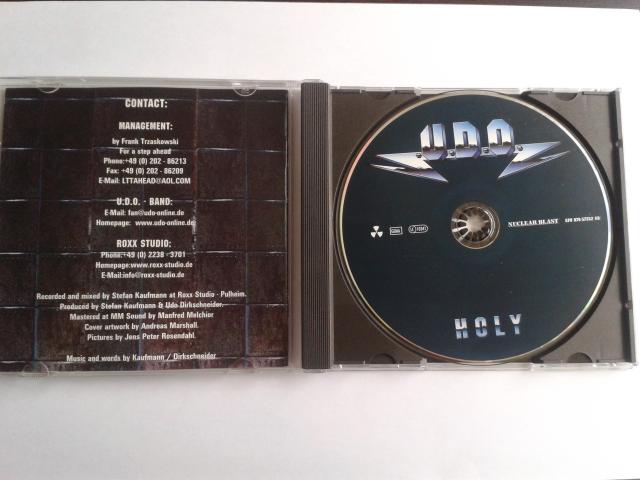 CONTACT:
MANAGEMENT:
by Frank Trzaskowski
For a step ahead
Phone:+49 (0) 202 - 86213
Fax: +49 (0) 202 - 86209
E-Mail: LTTAHEAD@AOL.COM
U.D.O. - BAND:
E-Mail: fan@udo-online.de
Homepage: www.udo-online.de
ROXX STUDIO:
Phone:+49 (0) 2238 - 3701
Homepage:www.roxx-studio.de
E-Mail:info@roxx-studio.de
Recorded and mixed by Stefan Kaufmann at Roxx Studio - Pulheim.
Produced by Stefan Kaufmann & Udo Dirkschneider.
Mastered at MM Sound by Manfred Melchior
Cover artwork by Andreas Marshall.
Pictures by Jens Peter Rosendahl.
Music and words by Kaufmann / Dirkschneider
U.D.O.
NUCLEAR BLAST
HOLY